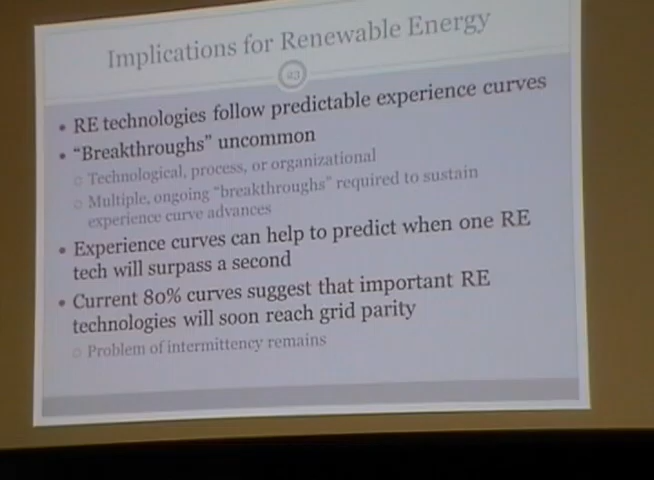 Implications for Renewable Energy
23
• RE technologies follow predictable experience curves
• "Breakthroughs" uncommon
○ Technological, process, or organizational
○ Multiple, ongoing "breakthroughs" required to sustain
experience curve advances
• Experience curves can help to predict when one RE
tech will surpass a second
• Current 80% curves suggest that important RE
technologies will soon reach grid parity
○ Problem of intermittency remains